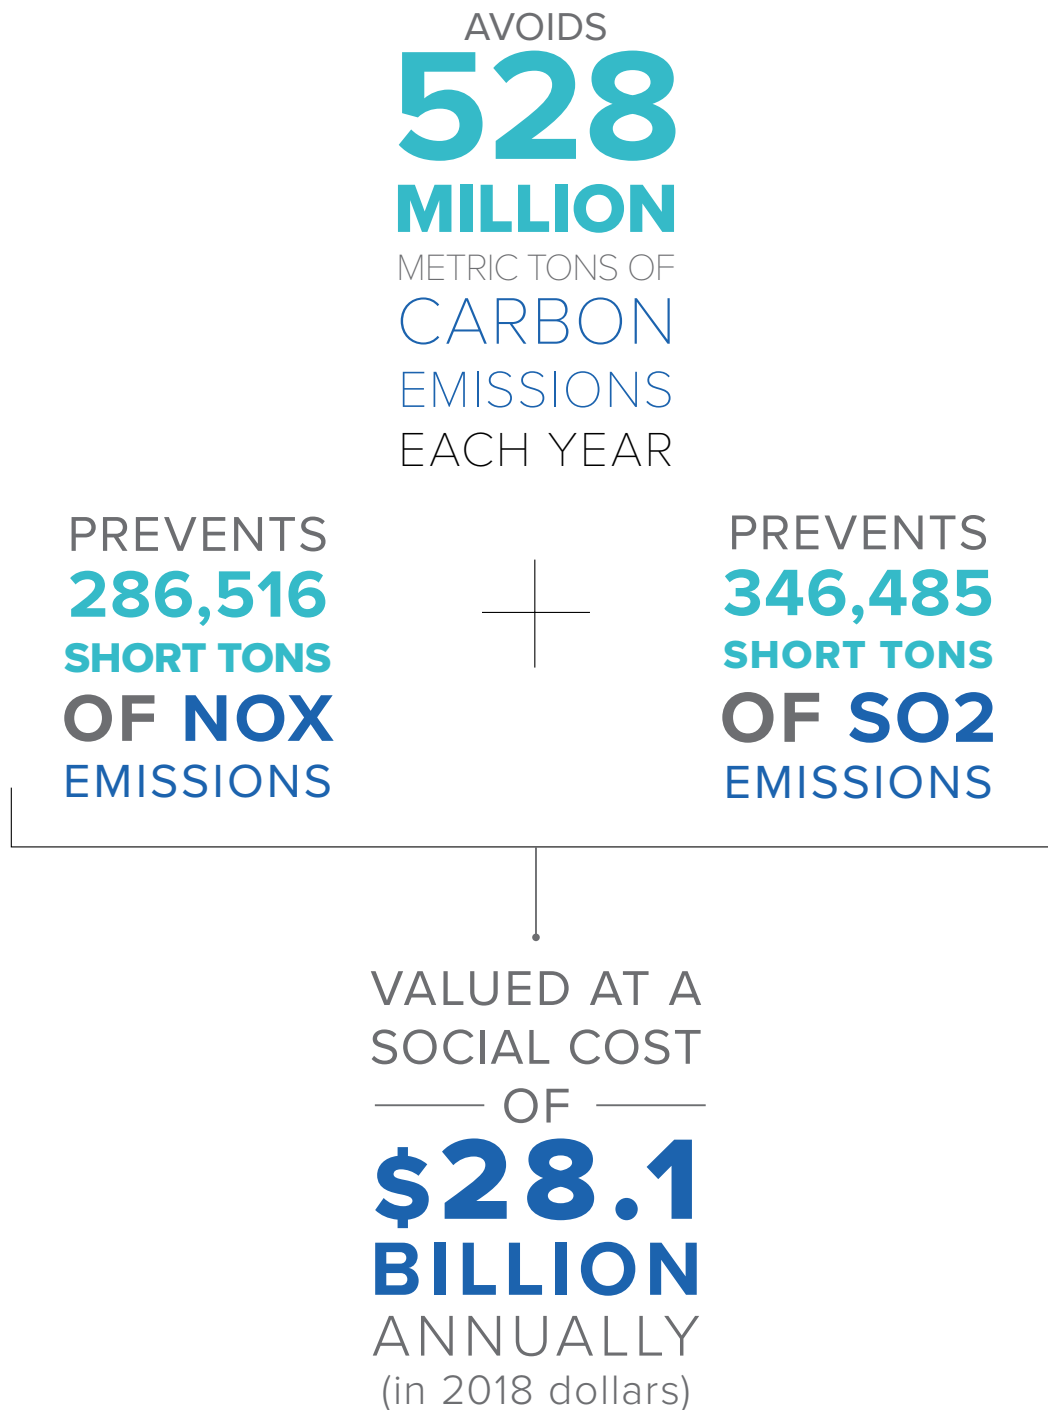 AVOIDS
528
MILLION
METRIC TONS OF
CARBON
EMISSIONS
EACH YEAR
PREVENTS
286,516
SHORT TONS
OF NOX
EMISSIONS
PREVENTS
346,485
SHORT TONS
OF SO2
EMISSIONS
VALUED AT A
SOCIAL COST
OF
$28.1
BILLION
ANNUALLY
(in 2018 dollars)